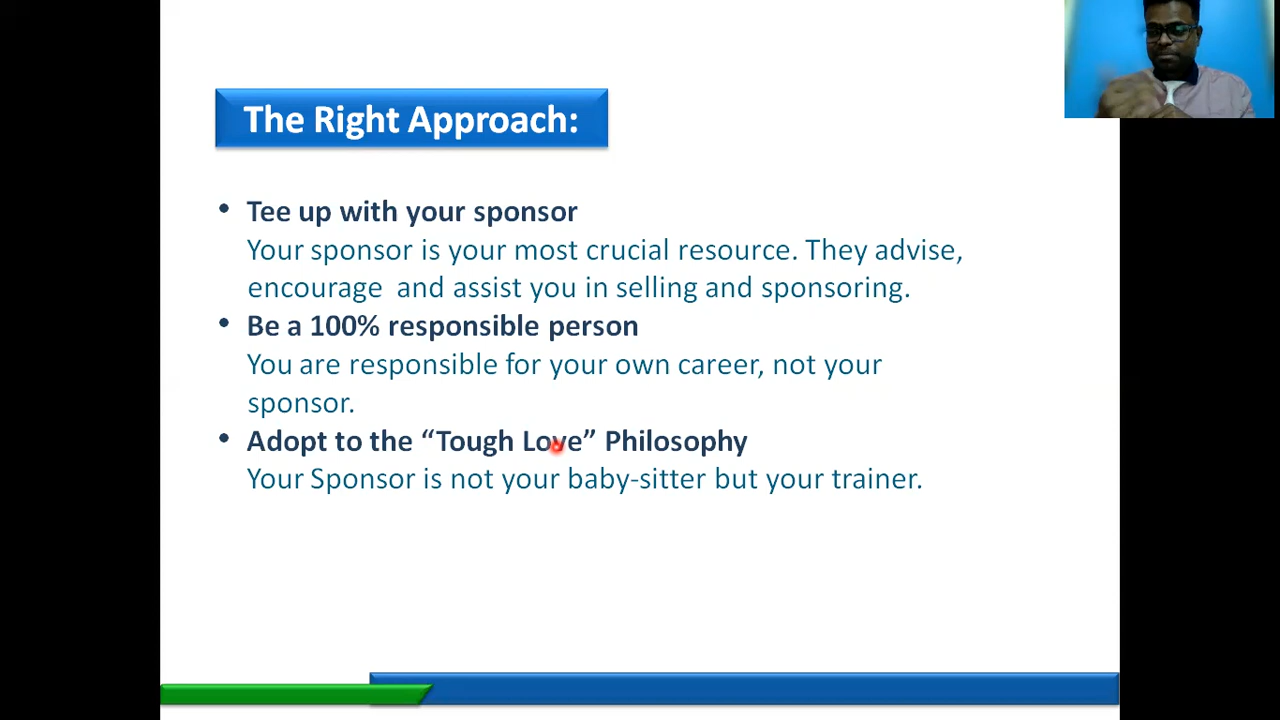 The Right Approach:
• Tee up with your sponsor
Your sponsor is your most crucial resource. They advise,
encourage  and assist you in selling and sponsoring.
• Be a 100% responsible person
You are responsible for your own career, not your
sponsor.
• Adopt to the “Tough Love” Philosophy
Your Sponsor is not your baby-sitter but your trainer.